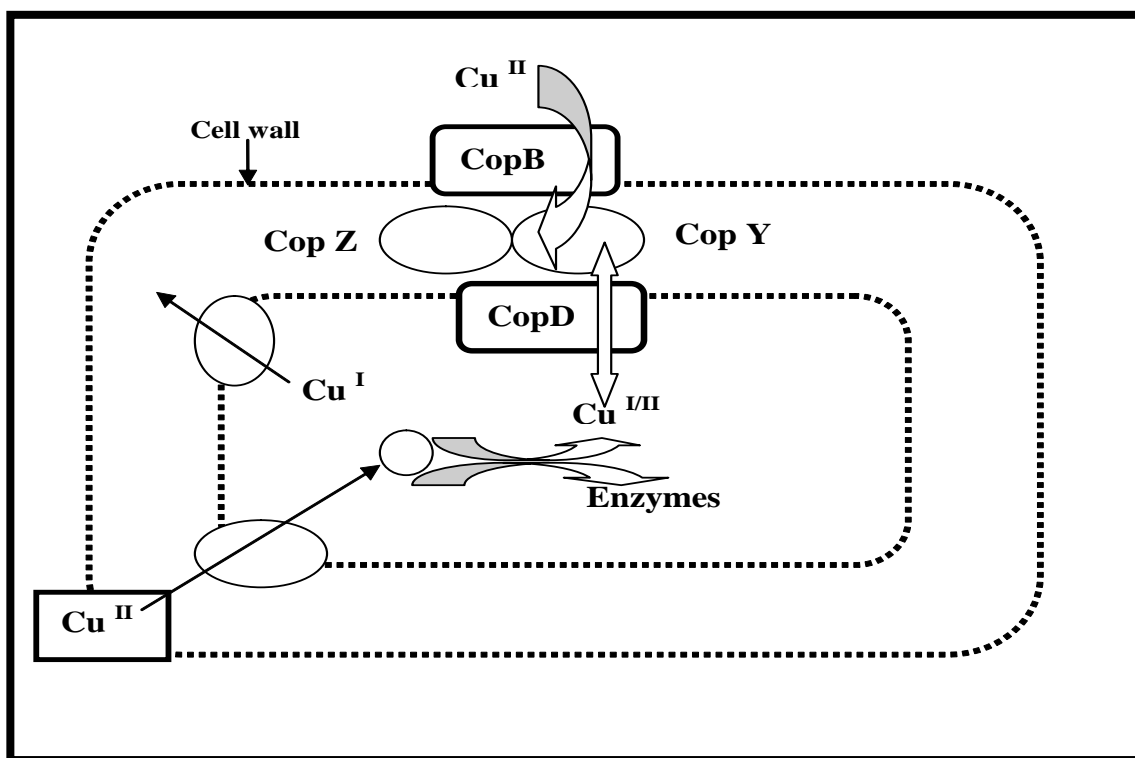 Cu II
Cell wall
CopB
Cop Z
Cop Y
CopD
Cu I
Cu I/II
Enzymes
Cu II